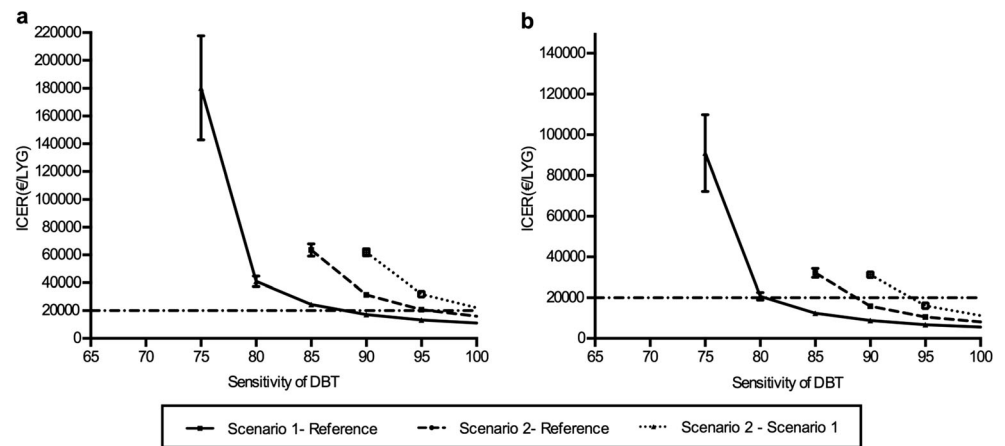 a
220000
200000
180000
160000
140000
120000
100000
80000
60000
40000
20000
0
ICER(€/LYG)
65 70 75 80 85 90 95 100
Sensitivity of DBT
b
140000
120000
100000
80000
60000
40000
20000
0
ICER(€/LYG)
65 70 75 80 85 90 95 100
Sensitivity of DBT
Scenario 1- Reference Scenario 2- Reference Scenario 2 - Scenario 1